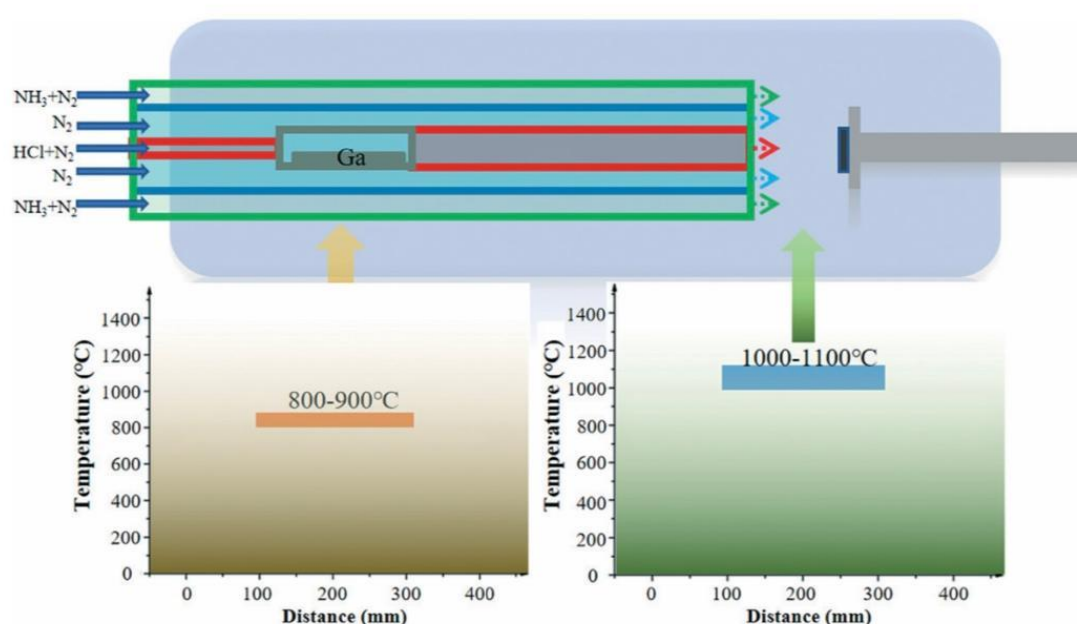 NH₃+N₂
N₂
HCl+N₂
N₂
NH₃+N₂
Ga
Temperature (℃)
1400
1200
1000
800
600
400
200
0
800-900℃
0 100 200 300 400
Distance (mm)
Temperature (℃)
1400
1200
1000
800
600
400
200
0
1000-1100℃
0 100 200 300 400
Distance (mm)